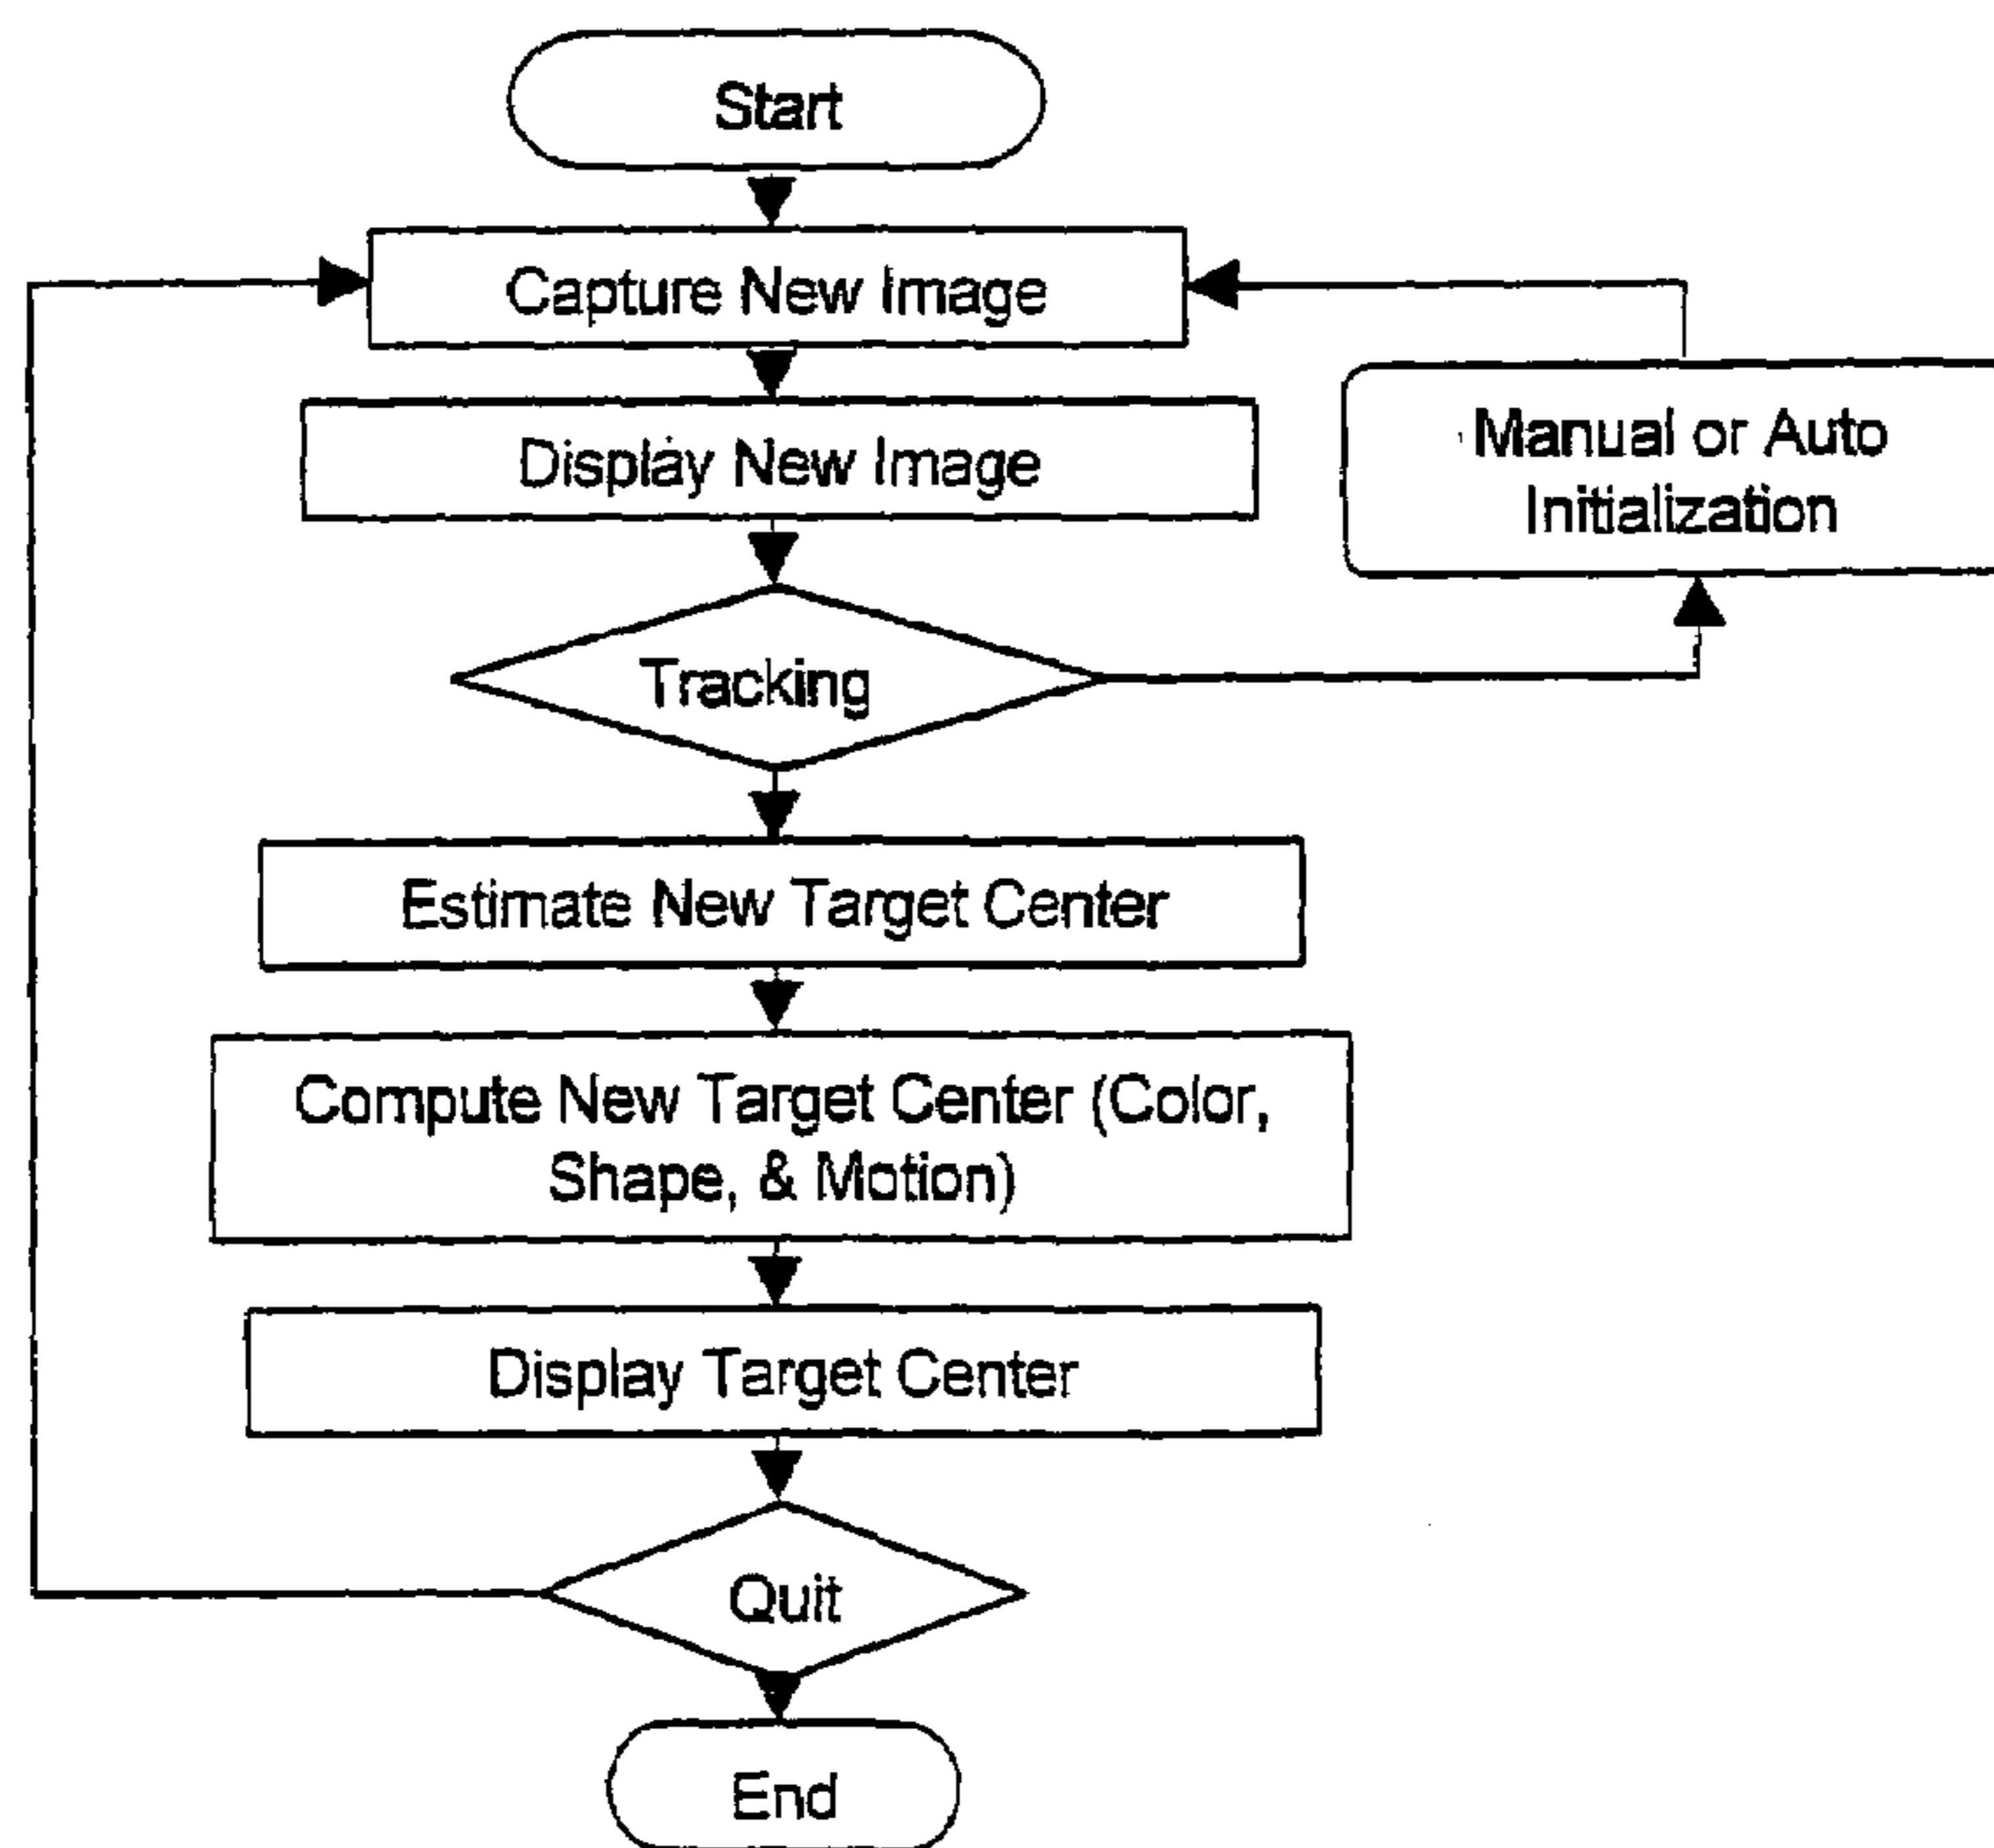 Start
Capture New Image
Display New Image
Manual or Auto
Initialization
Tracking
Estimate New Target Center
Compute New Target Center (Color,
Shape, & Motion)
Display Target Center
Quit
End